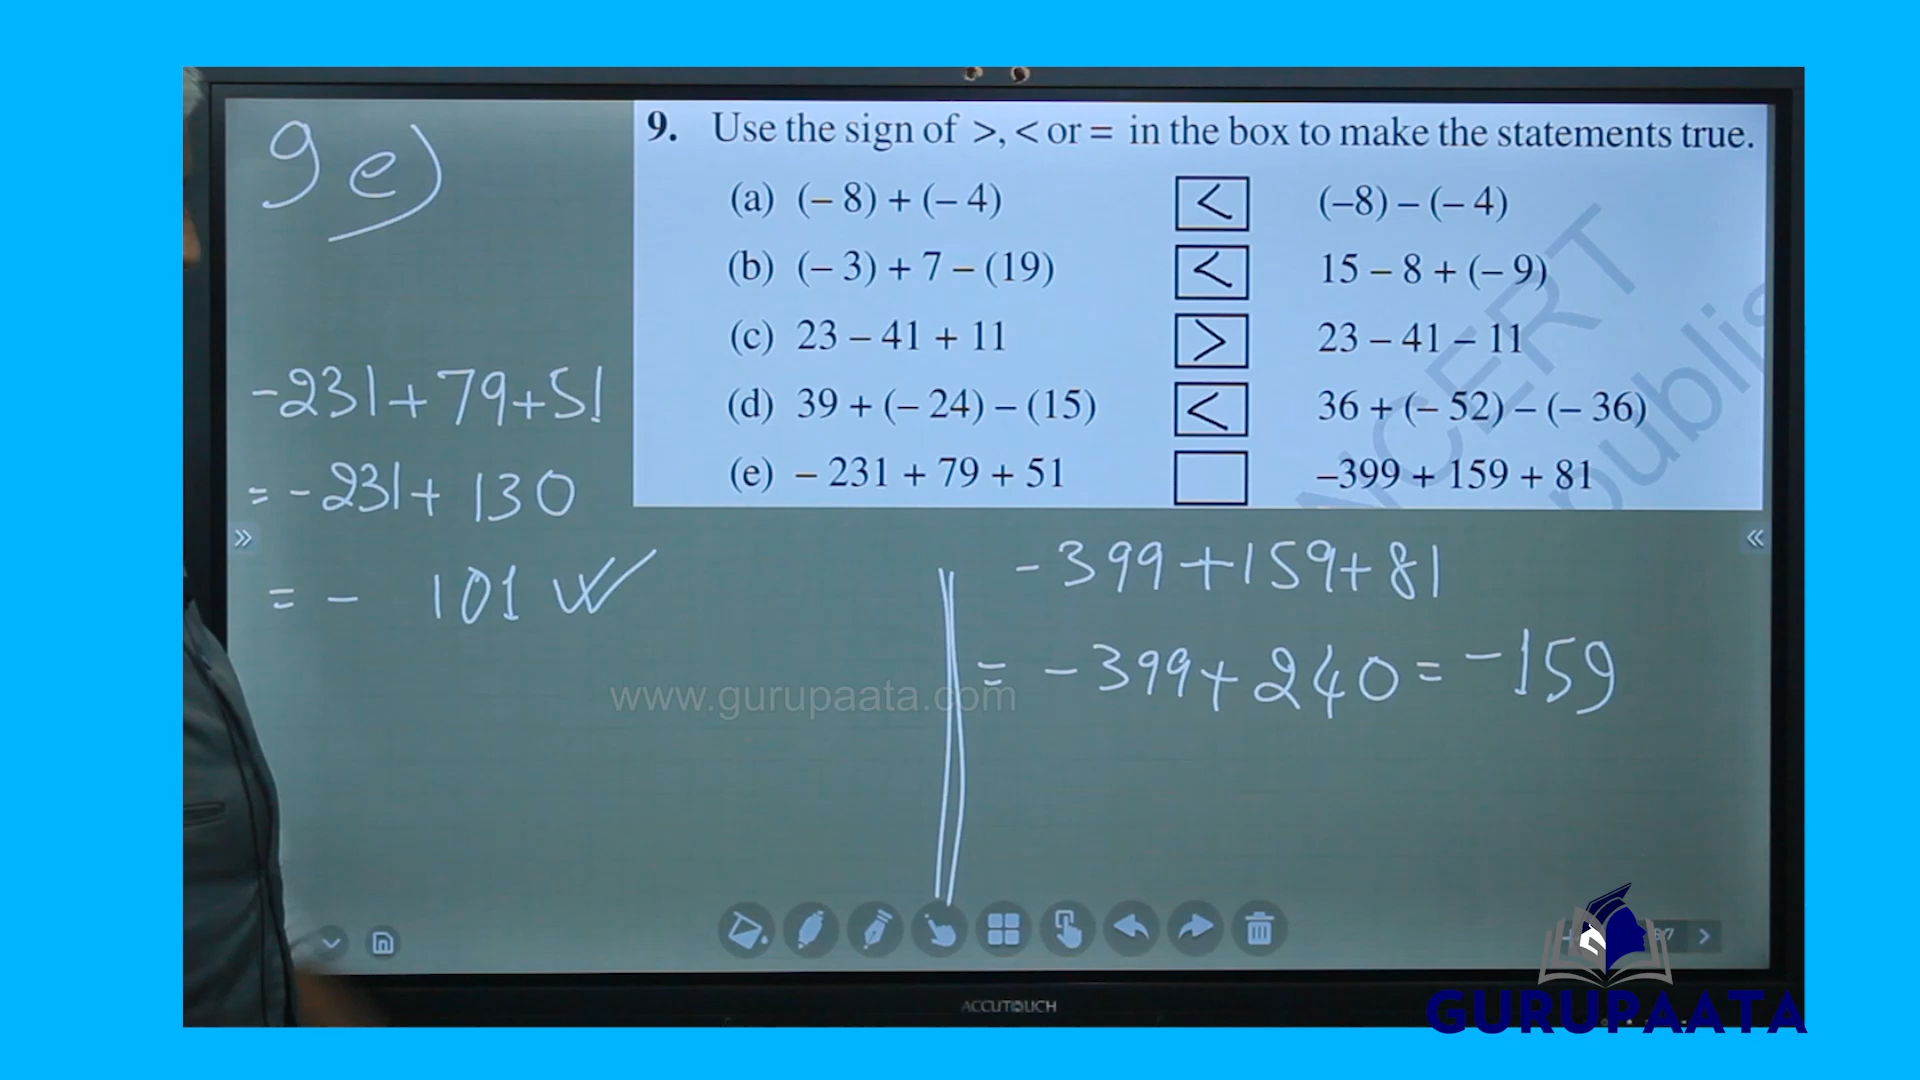 9 e)
9. Use the sign of >, < or = in the box to make the statements true.
(a) (– 8) + (– 4) < (–8) – (– 4)
(b) (– 3) + 7 – (19) < 15 – 8 + (– 9)
(c) 23 – 41 + 11 > 23 – 41 – 11
(d) 39 + (– 24) – (15) < 36 + (– 52) – (– 36)
(e) – 231 + 79 + 51 –399 + 159 + 81
NCERT
publis
-231+79+51
= -231+ 130
= - 101
-399+159+81
= -399+240= -159
www.gurupaata.com
ACCUTOUCH
GURUPAATA